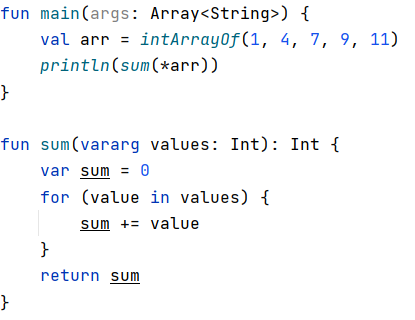 fun main(args: Array<String>) {
    val arr = intArrayOf(1, 4, 7, 9, 11)
    println(sum(*arr))
}

fun sum(vararg values: Int): Int {
    var sum = 0
    for (value in values) {
        sum += value
    }
    return sum
}